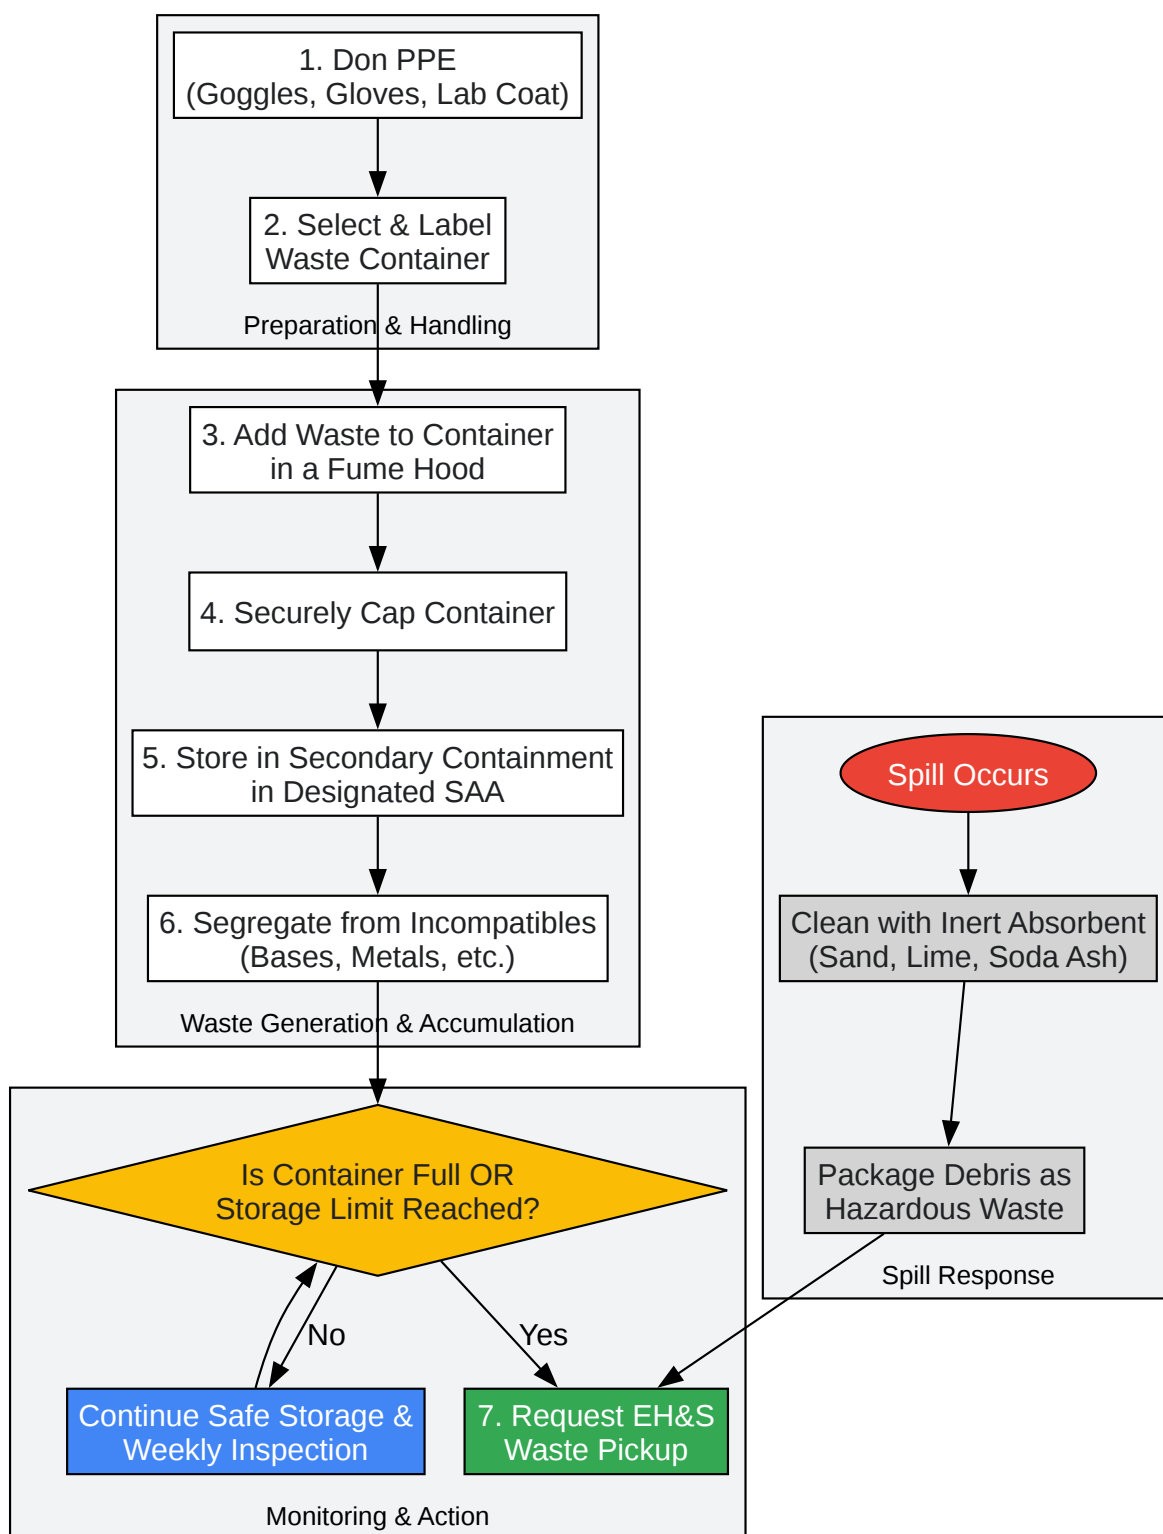 1. Don PPE
(Goggles, Gloves, Lab Coat)
2. Select & Label
Waste Container
Preparation & Handling
3. Add Waste to Container
in a Fume Hood
4. Securely Cap Container
5. Store in Secondary Containment
in Designated SAA
6. Segregate from Incompatibles
(Bases, Metals, etc.)
Waste Generation & Accumulation
Is Container Full OR
Storage Limit Reached?
No
Yes
Continue Safe Storage &
Weekly Inspection
7. Request EH&S
Waste Pickup
Monitoring & Action
Spill Occurs
Clean with Inert Absorbent
(Sand, Lime, Soda Ash)
Package Debris as
Hazardous Waste
Spill Response